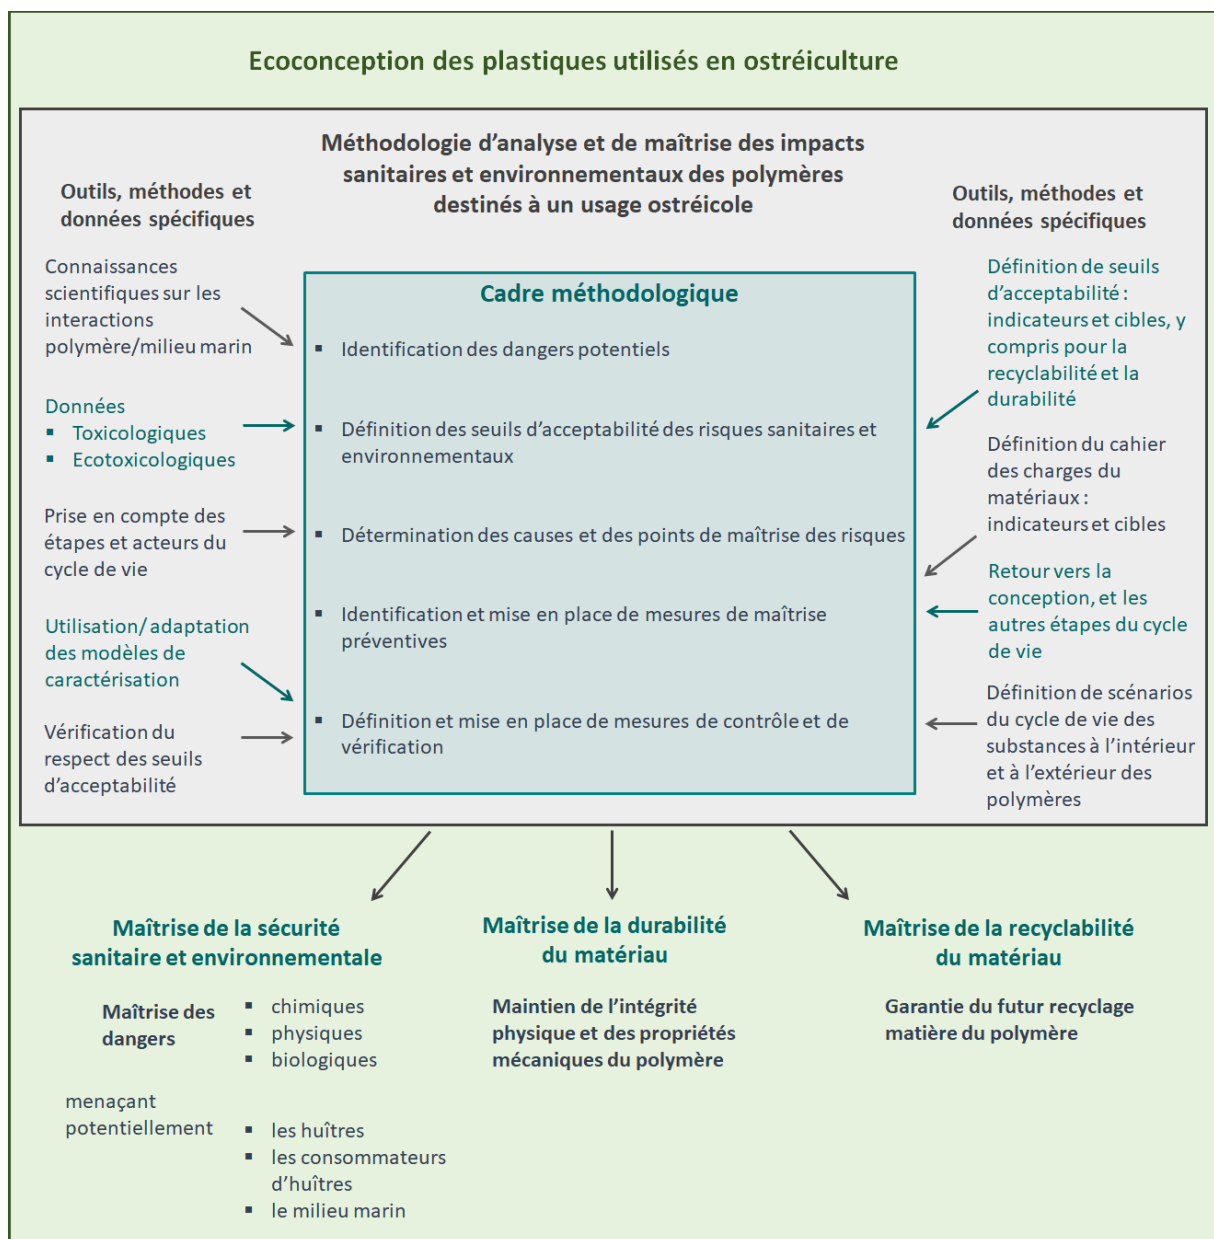 Ecoconception des plastiques utilisés en ostréiculture
Méthodologie d'analyse et de maîtrise des impacts
sanitaires et environnementaux des polymères
destinés à un usage ostréicole
Outils, méthodes et
données spécifiques
Connaissances
scientifiques sur les
interactions
polymère/milieu marin
Données
▪ Toxicologiques
▪ Ecotoxicologiques
Prise en compte des
étapes et acteurs du
cycle de vie
Utilisation/ adaptation
des modèles de
caractérisation
Vérification du
respect des seuils
d'acceptabilité
Cadre méthodologique
▪ Identification des dangers potentiels
▪ Définition des seuils d'acceptabilité des risques sanitaires et
environnementaux
▪ Détermination des causes et des points de maîtrise des risques
▪ Identification et mise en place de mesures de maîtrise
préventives
▪ Définition et mise en place de mesures de contrôle et de
vérification
Outils, méthodes et
données spécifiques
Définition de seuils
d'acceptabilité :
indicateurs et cibles, y
compris pour la
recyclabilité et la
durabilité
Définition du cahier
des charges du
matériaux :
indicateurs et cibles
Retour vers la
conception, et les
autres étapes du cycle
de vie
Définition de scénarios
du cycle de vie des
substances à l'intérieur
et à l'extérieur des
polymères
Maîtrise de la sécurité
sanitaire et environnementale
Maîtrise des
dangers
▪ chimiques
▪ physiques
▪ biologiques
menaçant
potentiellement
▪ les huîtres
▪ les consommateurs
d'huîtres
▪ le milieu marin
Maîtrise de la durabilité
du matériau
Maintien de l'intégrité
physique et des propriétés
mécaniques du polymère
Maîtrise de la recyclabilité
du matériau
Garantie du futur recyclage
matière du polymère